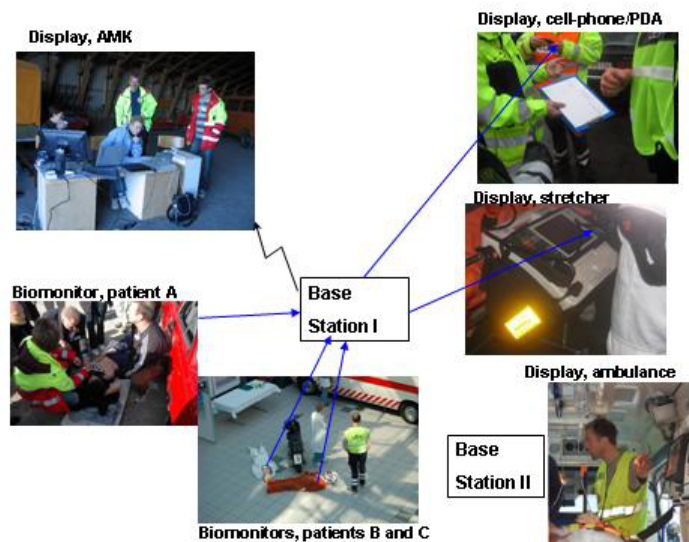 Display, cell-phone/PDA
Display, AMK
Display, stretcher
Biomonitor, patient A
Base
Station I
Display, ambulance
Base
Station II
Biomonitors, patients B and C